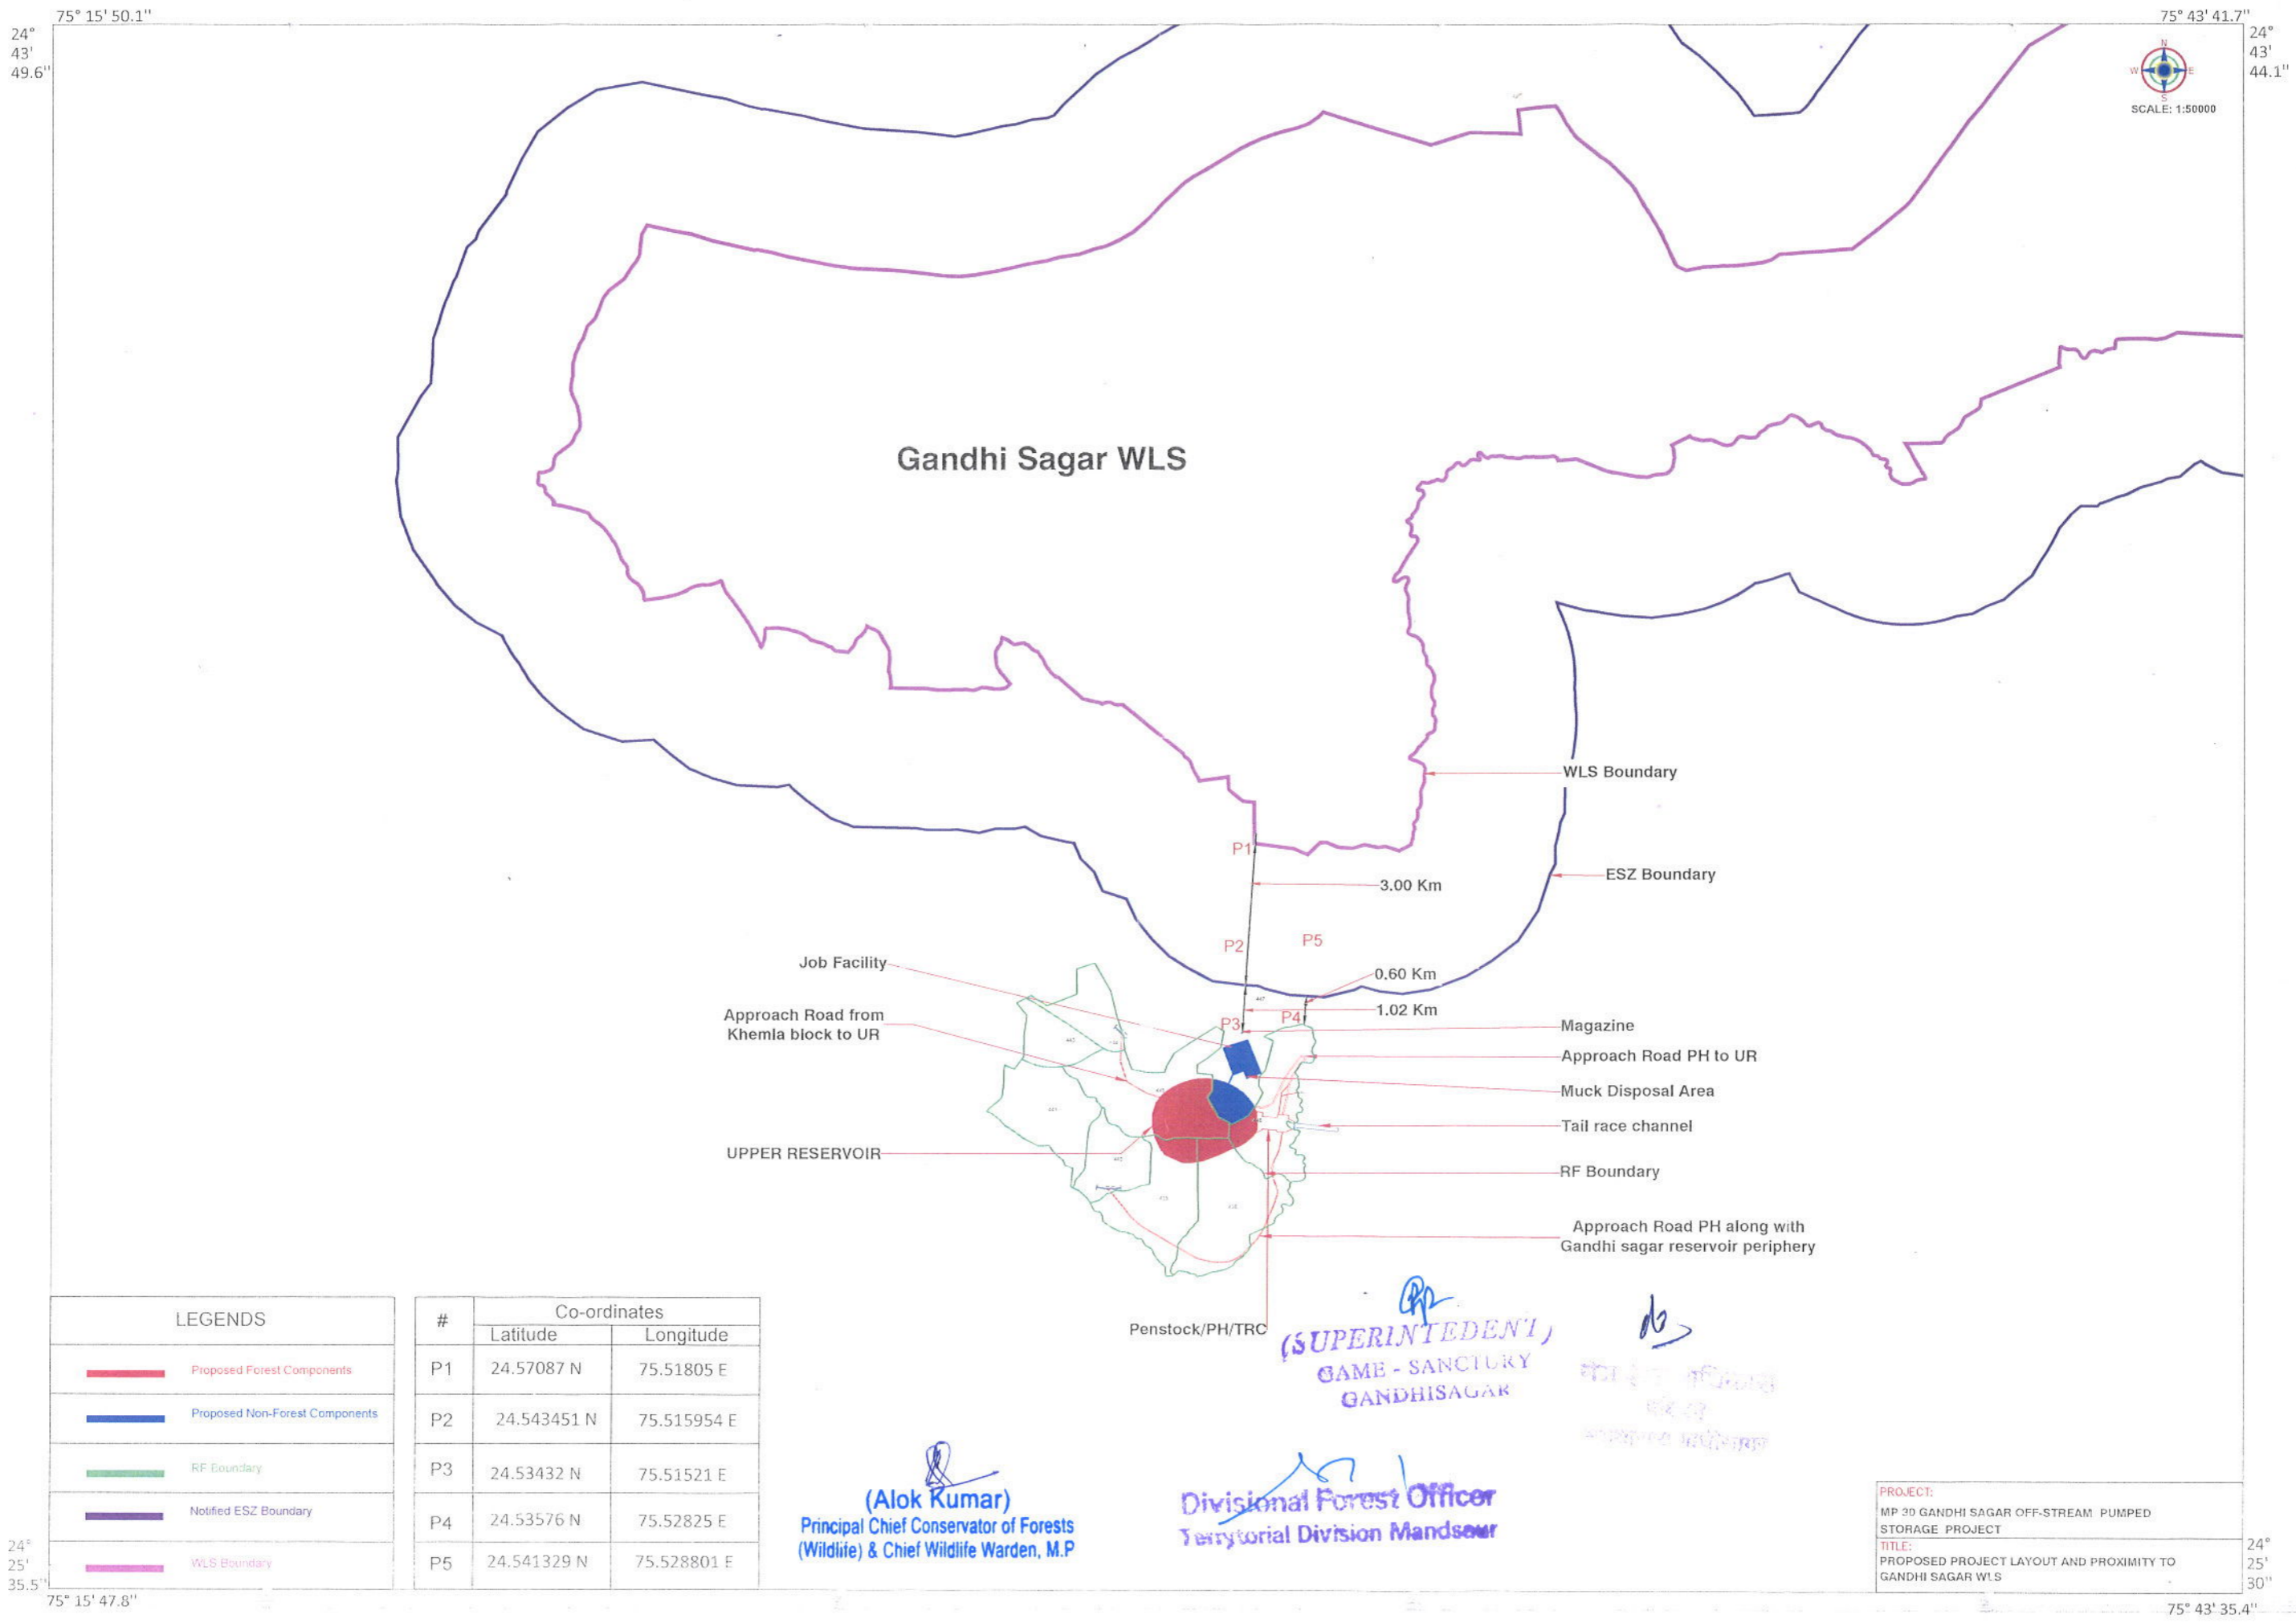 75° 15' 50.1"
75° 43' 41.7"
24°
43'
49.6"
24°
43'
44.1"
N
W
E
S
SCALE: 1:50000
Gandhi Sagar WLS
WLS Boundary
P1
3.00 Km
ESZ Boundary
P2
P5
Job Facility
0.60 Km
Approach Road from
Khemla block to UR
1.02 Km
P3
P4
Magazine
Approach Road PH to UR
Muck Disposal Area
Tail race channel
UPPER RESERVOIR
RF Boundary
Approach Road PH along with
Gandhi sagar reservoir periphery
Penstock/PH/TRC
LEGENDS
Proposed Forest Components
Proposed Non-Forest Components
RF Boundary
Notified ESZ Boundary
WLS Boundary
# Co-ordinates
Latitude Longitude
P1 24.57087 N 75.51805 E
P2 24.543451 N 75.515954 E
P3 24.53432 N 75.51521 E
P4 24.53576 N 75.52825 E
P5 24.541329 N 75.528801 E
(SUPERINTEDENT)
GAME - SANCTURY
GANDHISAGAR
(Alok Kumar)
Principal Chief Conservator of Forests
(Wildlife) & Chief Wildlife Warden, M.P
Divisional Forest Officer
Terrytorial Division Mandsaur
PROJECT:
MP 30 GANDHI SAGAR OFF-STREAM PUMPED
STORAGE PROJECT
TITLE:
PROPOSED PROJECT LAYOUT AND PROXIMITY TO
GANDHI SAGAR WLS
24°
25'
35.5"
24°
25'
30"
75° 15' 47.8"
75° 43' 35.4"